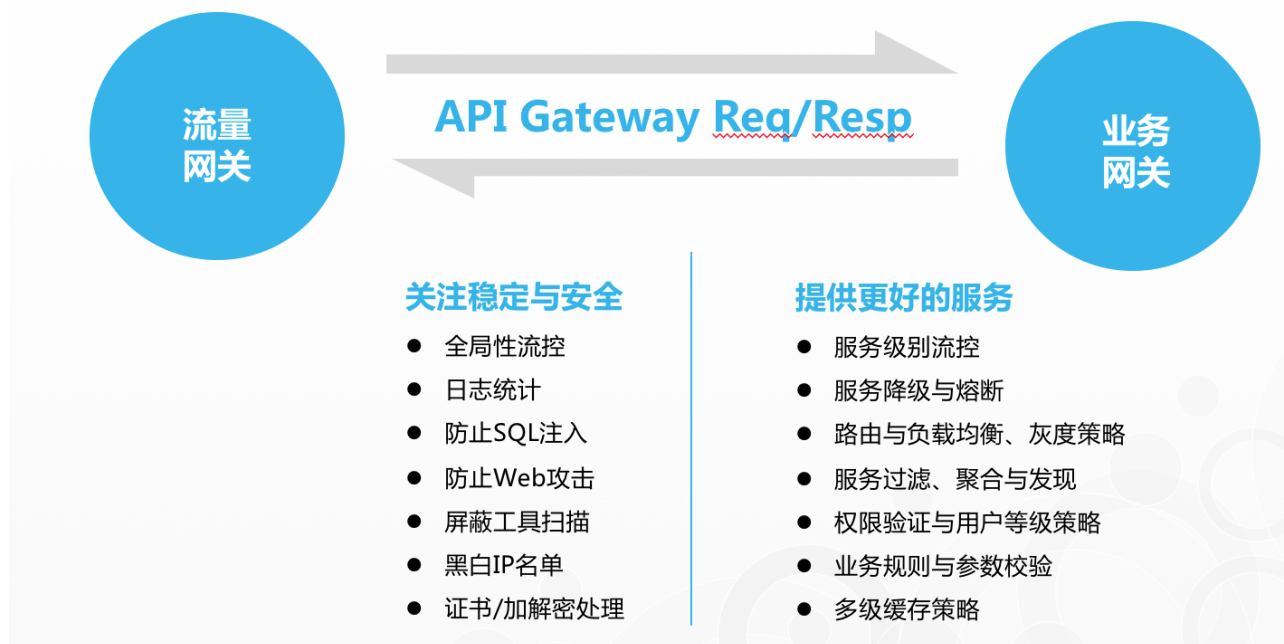 流量
网关
API Gateway Req/Resp
业务
网关
关注稳定与安全
● 全局性流控
● 日志统计
● 防止SQL注入
● 防止Web攻击
● 屏蔽工具扫描
● 黑白IP名单
● 证书/加解密处理
提供更好的服务
● 服务级别流控
● 服务降级与熔断
● 路由与负载均衡、灰度策略
● 服务过滤、聚合与发现
● 权限验证与用户等级策略
● 业务规则与参数校验
● 多级缓存策略